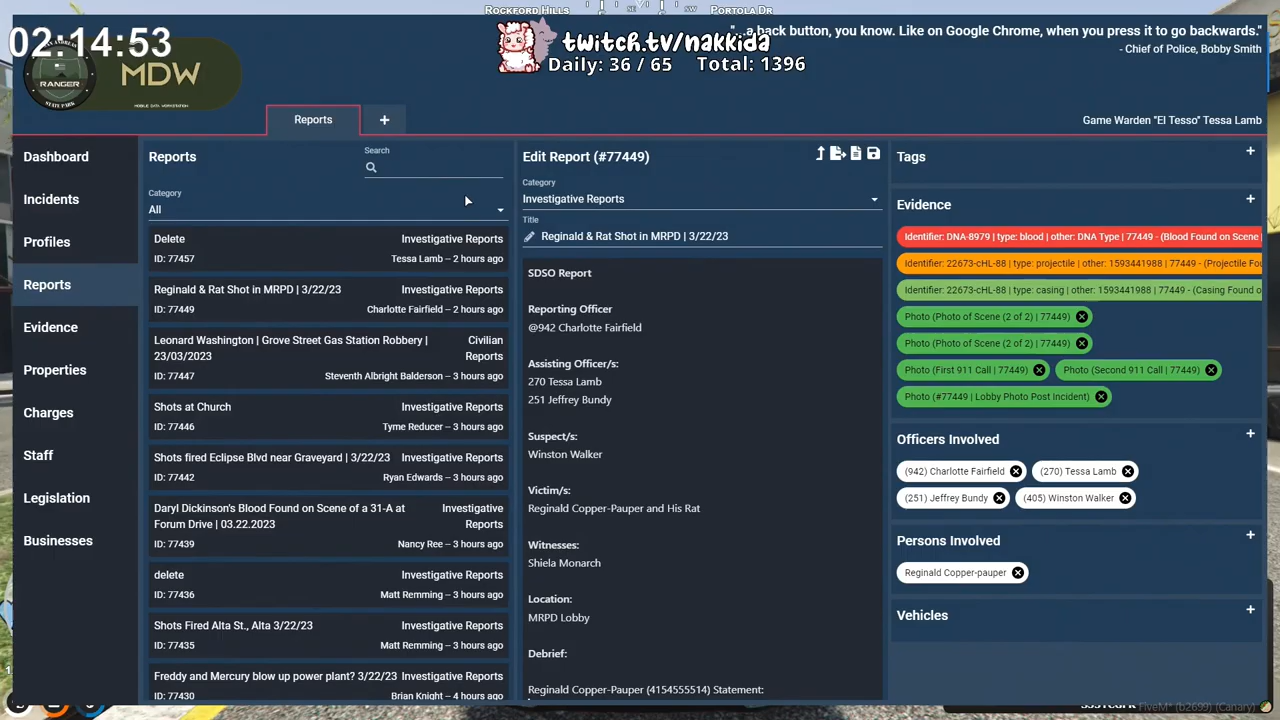 ROCKFORD HILLS
SE
SW
PORTOLA DR
02:14:53
RANGER
STATE PARK
MDW
MOBILE DATA WORKSTATION
twitch.tv/nakkida
Daily: 36 / 65 Total: 1396
"...a back button, you know. Like on Google Chrome, when you press it to go backwards."
- Chief of Police, Bobby Smith
Reports
+
Game Warden "El Tesso" Tessa Lamb
Dashboard
Incidents
Profiles
Reports
Evidence
Properties
Charges
Staff
Legislation
Businesses
Reports
Search
Category
All
Delete Investigative Reports
ID: 77457 Tessa Lamb – 2 hours ago
Reginald & Rat Shot in MRPD | 3/22/23 Investigative Reports
ID: 77449 Charlotte Fairfield – 2 hours ago
Leonard Washington | Grove Street Gas Station Robbery | Civilian
23/03/2023 Reports
ID: 77447 Steventh Albright Balderson – 3 hours ago
Shots at Church Investigative Reports
ID: 77446 Tyme Reducer – 3 hours ago
Shots fired Eclipse Blvd near Graveyard | 3/22/23 Investigative Reports
ID: 77442 Ryan Edwards – 3 hours ago
Daryl Dickinson's Blood Found on Scene of a 31-A at Investigative
Forum Drive | 03.22.2023 Reports
ID: 77439 Nancy Ree – 3 hours ago
delete Investigative Reports
ID: 77436 Matt Remming – 3 hours ago
Shots Fired Alta St., Alta 3/22/23 Investigative Reports
ID: 77435 Matt Remming – 3 hours ago
Freddy and Mercury blow up power plant? 3/22/23 Investigative Reports
ID: 77430 Brian Knight – 4 hours ago
Edit Report (#77449)
Category
Investigative Reports
Title
Reginald & Rat Shot in MRPD | 3/22/23
SDSO Report
Reporting Officer
@942 Charlotte Fairfield
Assisting Officer/s:
270 Tessa Lamb
251 Jeffrey Bundy
Suspect/s:
Winston Walker
Victim/s:
Reginald Copper-Pauper and His Rat
Witnesses:
Shiela Monarch
Location:
MRPD Lobby
Debrief:
Reginald Copper-Pauper (4154555514) Statement:
Tags +
Evidence +
Identifier: DNA-8979 | type: blood | other: DNA Type | 77449 - (Blood Found on Scene |
Identifier: 22673-cHL-88 | type: projectile | other: 1593441988 | 77449 - (Projectile Fou
Identifier: 22673-cHL-88 | type: casing | other: 1593441988 | 77449 - (Casing Found o
Photo (Photo of Scene (2 of 2) | 77449)
Photo (Photo of Scene (2 of 2) | 77449)
Photo (First 911 Call | 77449) Photo (Second 911 Call | 77449)
Photo (#77449 | Lobby Photo Post Incident)
Officers Involved +
(942) Charlotte Fairfield (270) Tessa Lamb
(251) Jeffrey Bundy (405) Winston Walker
Persons Involved +
Reginald Copper-pauper
Vehicles +
FiveM* (b2699) (Canary)